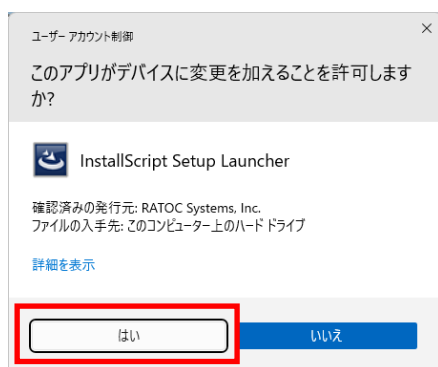 ユーザー アカウント制御
このアプリがデバイスに変更を加えることを許可します
か?
InstallScript Setup Launcher
確認済みの発行元: RATOC Systems, Inc.
ファイルの入手先: このコンピューター上のハード ドライブ
詳細を表示
はい
いいえ